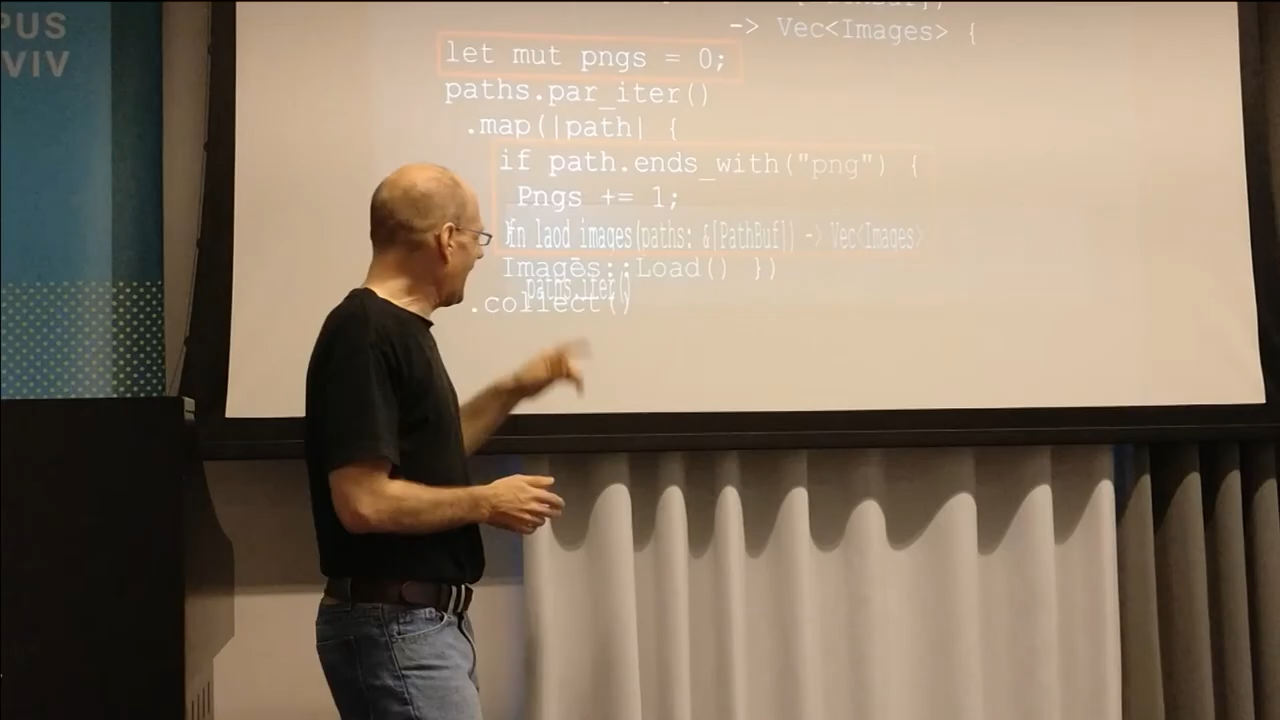 PUS
VIV
-> Vec<Images> {
let mut pngs = 0;
paths.par_iter()
.map(|path| {
if path.ends_with("png") {
Pngs += 1;
fn laod images(paths: &[PathBuf]) -> Vec<Images>
Images::Load() })
paths.iter()
.collect()